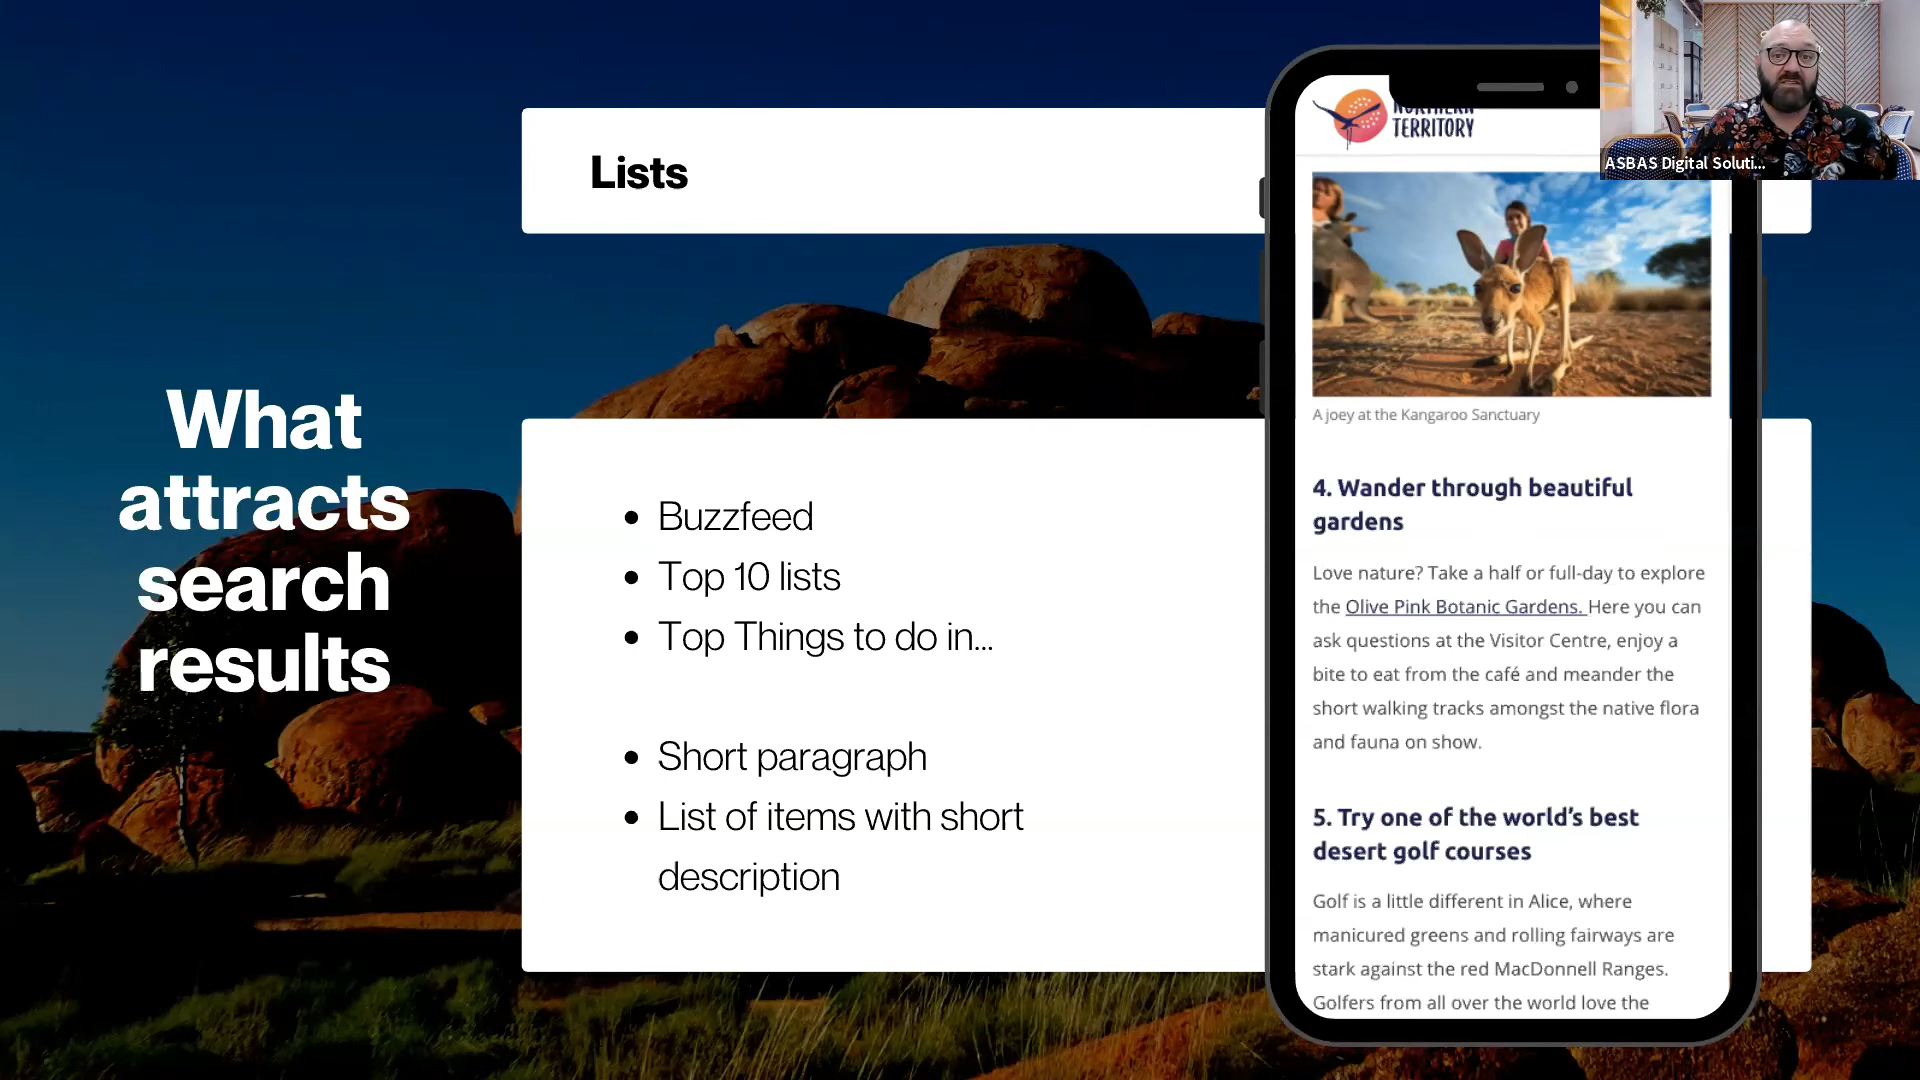 What
attracts
search
results
Lists
Buzzfeed
Top 10 lists
Top Things to do in...
Short paragraph
List of items with short
description
NORTHERN
TERRITORY
A joey at the Kangaroo Sanctuary
4. Wander through beautiful
gardens
Love nature? Take a half or full-day to explore
the Olive Pink Botanic Gardens. Here you can
ask questions at the Visitor Centre, enjoy a
bite to eat from the café and meander the
short walking tracks amongst the native flora
and fauna on show.
5. Try one of the world's best
desert golf courses
Golf is a little different in Alice, where
manicured greens and rolling fairways are
stark against the red MacDonnell Ranges.
Golfers from all over the world love the
ASBAS Digital Soluti...